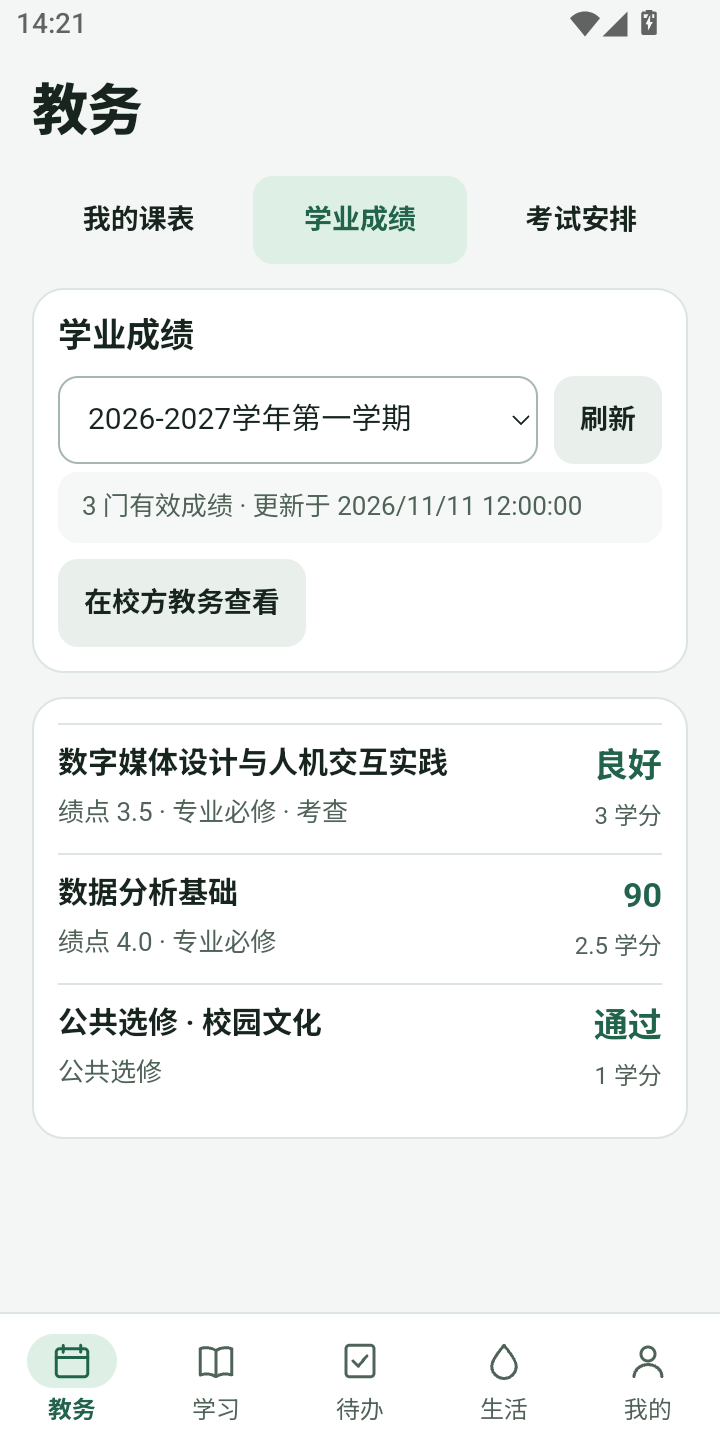 14:21
教务
我的课表 学业成绩 考试安排
学业成绩
2026-2027学年第一学期 刷新
3 门有效成绩 · 更新于 2026/11/11 12:00:00
在校方教务查看
数字媒体设计与人机交互实践 良好
绩点 3.5 · 专业必修 · 考查 3 学分
数据分析基础 90
绩点 4.0 · 专业必修 2.5 学分
公共选修 · 校园文化 通过
公共选修 1 学分
教务 学习 待办 生活 我的